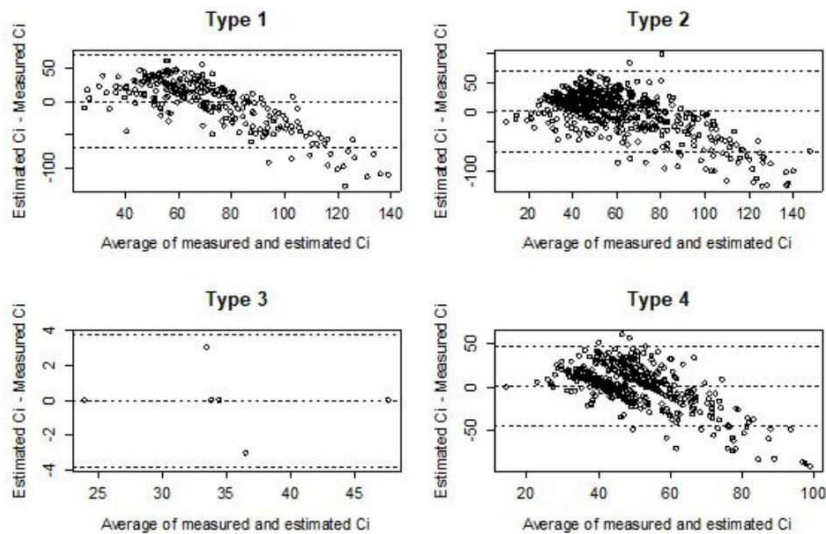 Type 1
Estimated Ci - Measured Ci
50
0
-100
40 60 80 100 120 140
Average of measured and estimated Ci
Type 2
Estimated Ci - Measured Ci
50
0
-100
20 40 60 80 100 120 140
Average of measured and estimated Ci
Type 3
Estimated Ci - Measured Ci
4
2
0
-2
-4
25 30 35 40 45
Average of measured and estimated Ci
Type 4
Estimated Ci - Measured Ci
50
0
-50
20 40 60 80 100
Average of measured and estimated Ci